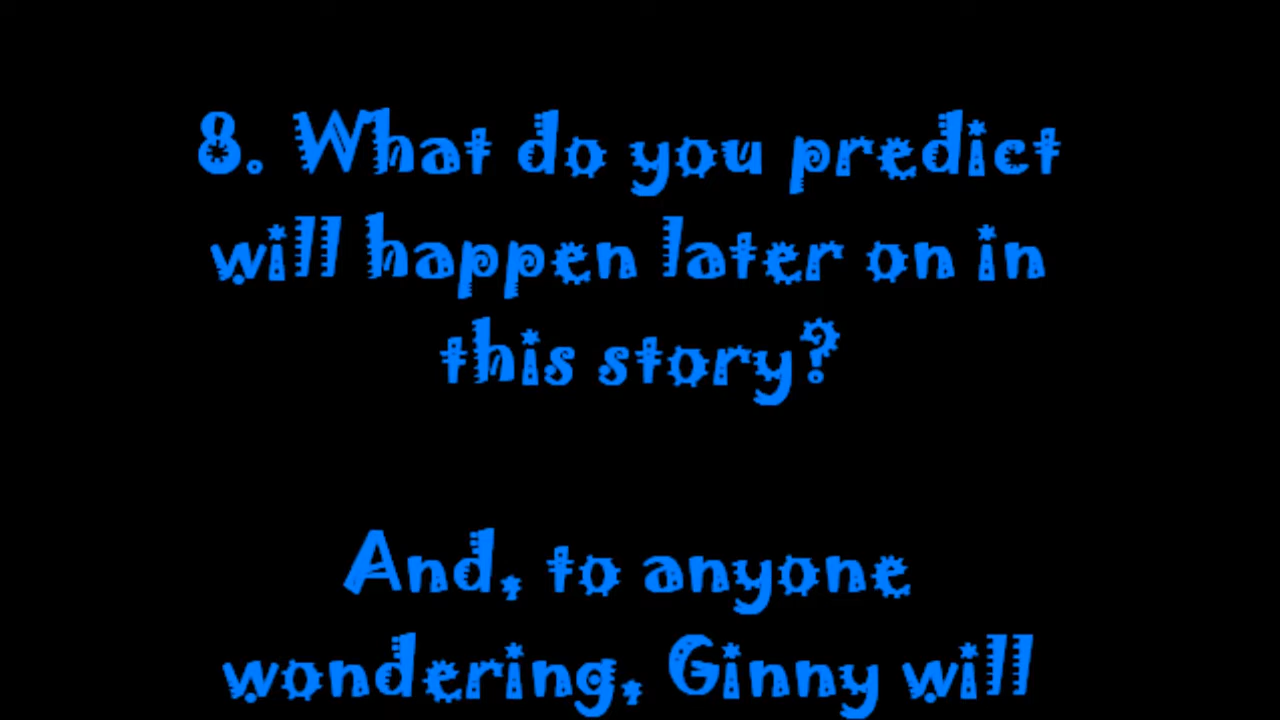 8. What do you predict
will happen later on in
this story?
And, to anyone
wondering, Ginny will